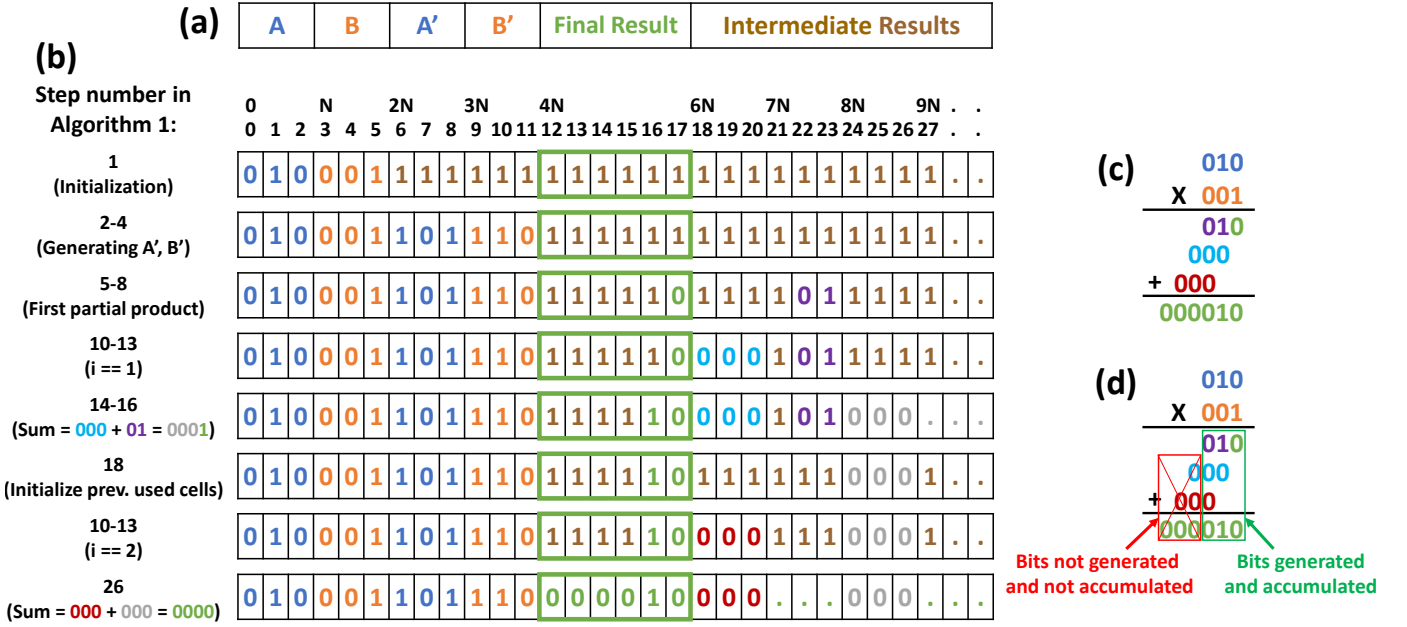 (a) A B A' B' Final Result Intermediate Results
(b)
Step number in
Algorithm 1:
0 N 2N 3N 4N 6N 7N 8N 9N . .
0 1 2 3 4 5 6 7 8 9 10 11 12 13 14 15 16 17 18 19 20 21 22 23 24 25 26 27 . .
1
(Initialization)
0 1 0 0 0 1 1 1 1 1 1 1 1 1 1 1 1 1 1 1 1 1 1 1 1 1 1 1 . .
2-4
(Generating A', B')
0 1 0 0 0 1 1 0 1 1 1 0 1 1 1 1 1 1 1 1 1 1 1 1 1 1 1 1 . .
5-8
(First partial product)
0 1 0 0 0 1 1 0 1 1 1 0 1 1 1 1 1 0 1 1 1 1 0 1 1 1 1 1 . .
10-13
(i == 1)
0 1 0 0 0 1 1 0 1 1 1 0 1 1 1 1 1 0 0 0 0 1 0 1 1 1 1 1 . .
14-16
(Sum = 000 + 01 = 0001)
0 1 0 0 0 1 1 0 1 1 1 0 1 1 1 1 1 0 0 0 0 1 0 1 0 0 0 . . .
18
(Initialize prev. used cells)
0 1 0 0 0 1 1 0 1 1 1 0 1 1 1 1 1 0 1 1 1 1 1 1 0 0 0 1 . .
10-13
(i == 2)
0 1 0 0 0 1 1 0 1 1 1 0 1 1 1 1 1 0 0 0 0 1 1 1 0 0 0 1 . .
26
(Sum = 000 + 000 = 0000)
0 1 0 0 0 1 1 0 1 1 1 0 0 0 0 0 1 0 0 0 0 . . . 0 0 0 . . .
(c)
010
X 001
010
000
+ 000
000010
(d)
010
X 001
010
000
+ 000
000010
Bits not generated
and not accumulated
Bits generated
and accumulated